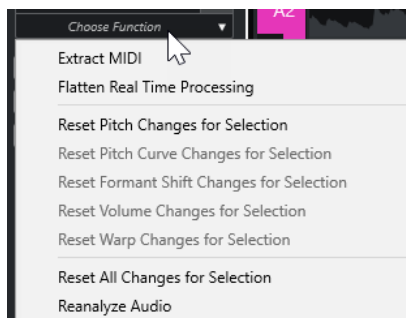 A2
Choose Function
Extract MIDI
Flatten Real Time Processing
Reset Pitch Changes for Selection
Reset Pitch Curve Changes for Selection
Reset Formant Shift Changes for Selection
Reset Volume Changes for Selection
Reset Warp Changes for Selection
Reset All Changes for Selection
Reanalyze Audio